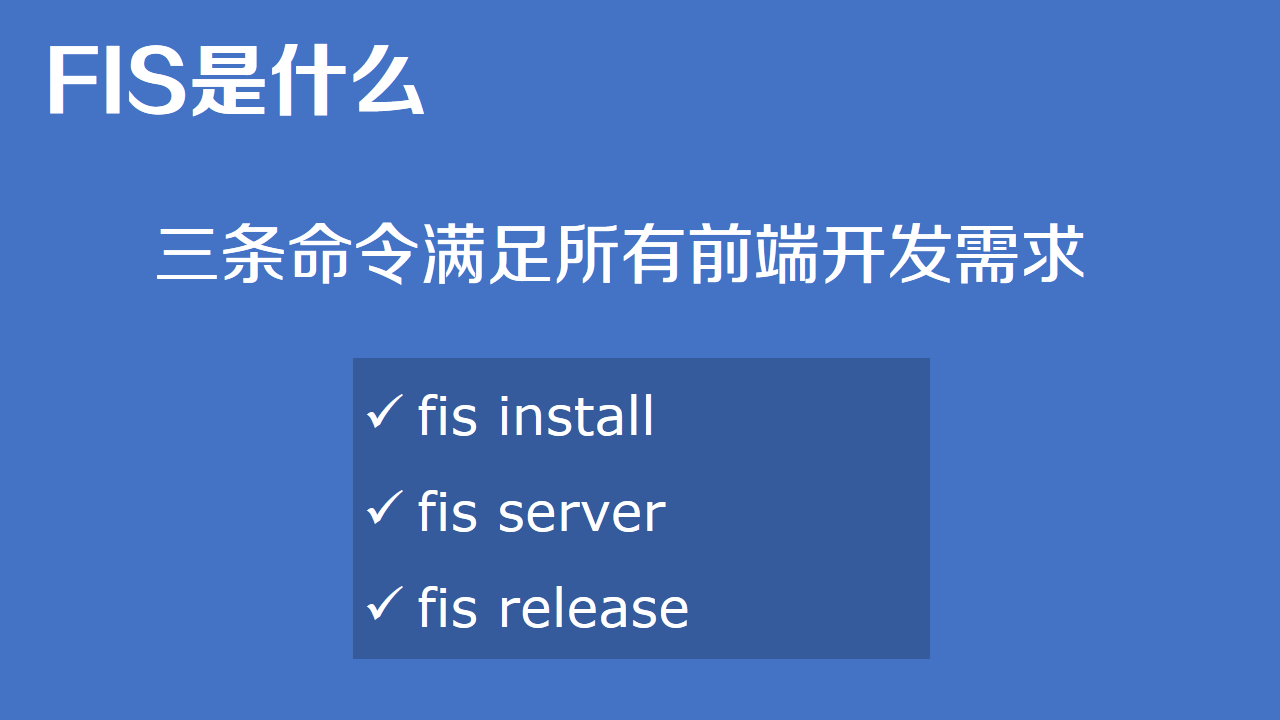 FIS是什么
三条命令满足所有前端开发需求
✓ fis install
✓ fis server
✓ fis release